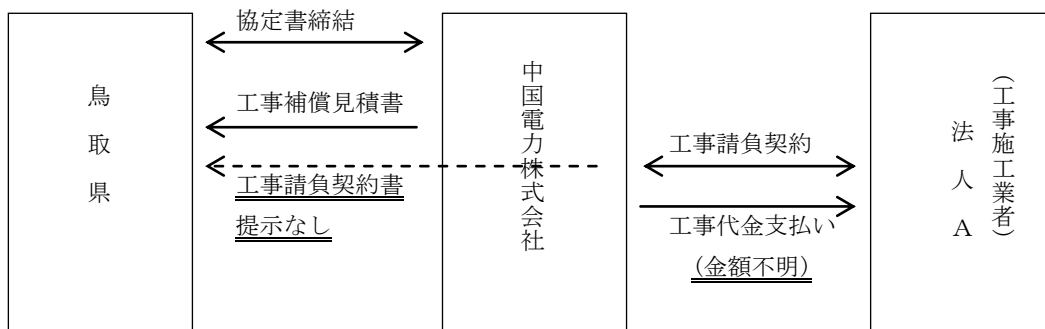 鳥取県
協定書締結
工事補償見積書
工事請負契約書
提示なし
中国電力株式会社
工事請負契約
工事代金支払い
(金額不明)
(工事施工業者)
法人A